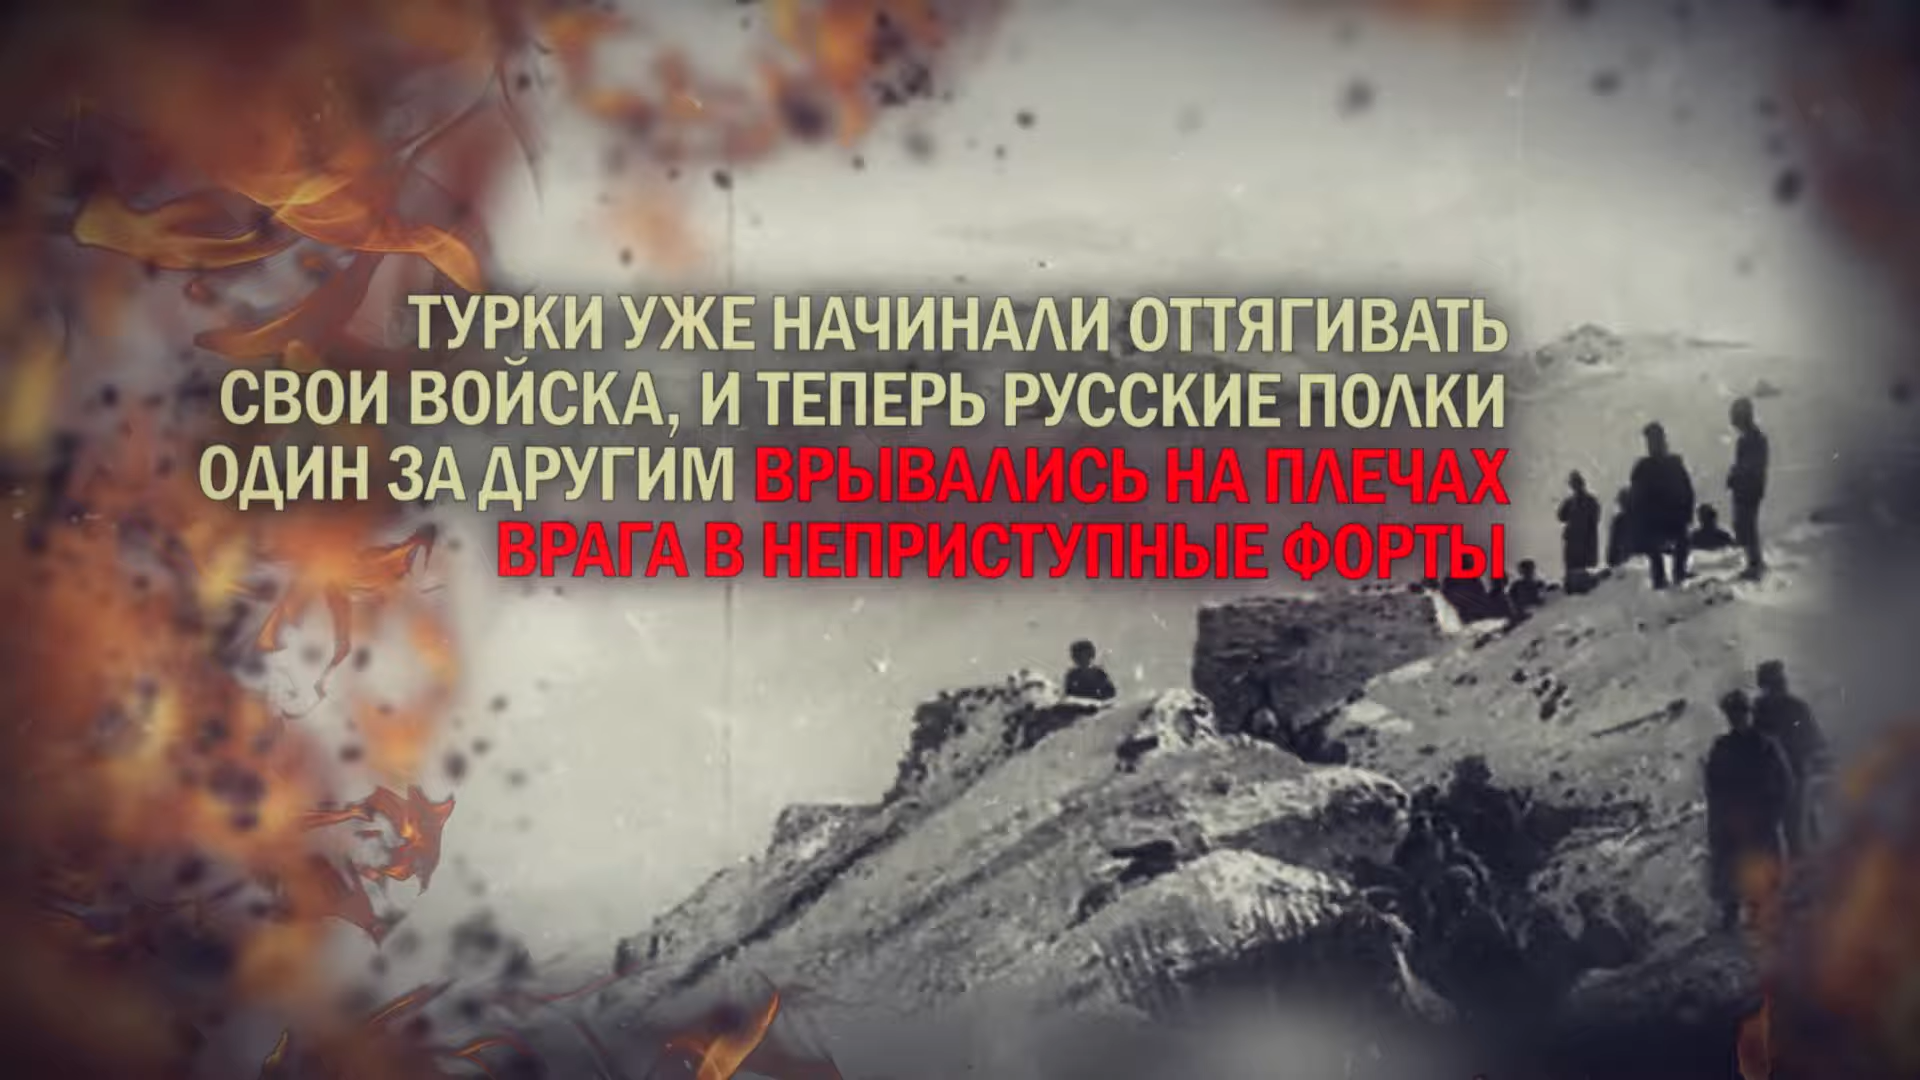 ТУРКИ УЖЕ НАЧИНАЛИ ОТТЯГИВАТЬ
СВОИ ВОЙСКА, И ТЕПЕРЬ РУССКИЕ ПОЛКИ
ОДИН ЗА ДРУГИМ ВРЫВАЛИСЬ НА ПЛЕЧАХ
ВРАГА В НЕПРИСТУПНЫЕ ФОРТЫ